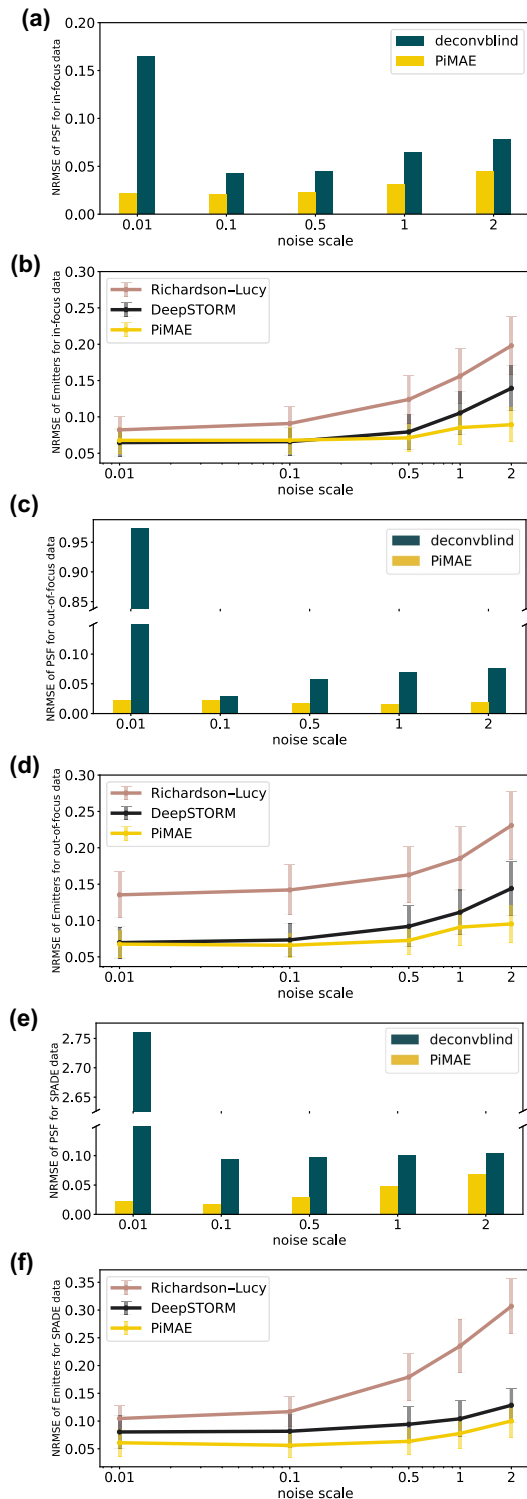 (a)
NRMSE of PSF for in-focus data
0.20
0.15
0.10
0.05
0.00
deconvblind
PiMAE
0.01 0.1 0.5 1 2
noise scale
(b)
NRMSE of Emitters for in-focus data
0.30
0.25
0.20
0.15
0.10
0.05
Richardson−Lucy
DeepSTORM
PiMAE
0.01 0.1 0.5 1 2
noise scale
(c)
NRMSE of PSF for out-of-focus data
0.95
0.90
0.85
0.10
0.05
0.00
deconvblind
PiMAE
0.01 0.1 0.5 1 2
noise scale
(d)
NRMSE of Emitters for out-of-focus data
0.30
0.25
0.20
0.15
0.10
0.05
Richardson−Lucy
DeepSTORM
PiMAE
0.01 0.1 0.5 1 2
noise scale
(e)
NRMSE of PSF for SPADE data
2.75
2.70
2.65
0.10
0.05
0.00
deconvblind
PiMAE
0.01 0.1 0.5 1 2
noise scale
(f)
NRMSE of Emitters for SPADE data
0.35
0.30
0.25
0.20
0.15
0.10
0.05
Richardson−Lucy
DeepSTORM
PiMAE
0.01 0.1 0.5 1 2
noise scale